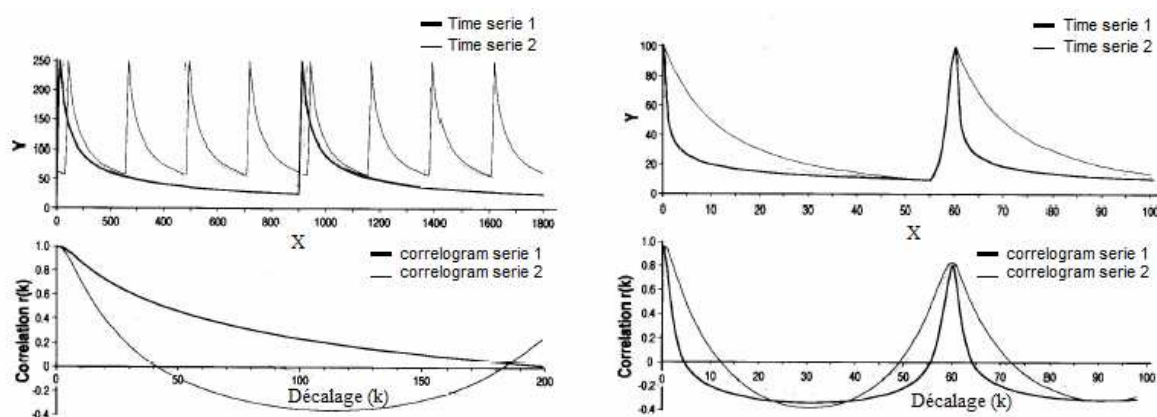 Time serie 1
Time serie 2
250
200
150
100
50
0
Y
0 200 400 600 800 1000 1200 1400 1600 1800
X
correlogram serie 1
correlogram serie 2
1.0
0.8
0.6
0.4
0.2
0
-0.2
-0.4
Correlation r(k)
0 50 100 150 200
Décalage (k)
Time serie 1
Time serie 2
100
80
60
40
20
0
Y
0 5 10 20 30 40 50 60 70 80 90 100
X
correlogram serie 1
correlogram serie 2
1.0
0.8
0.6
0.4
0.2
0
-0.2
-0.4
Correlation r(k)
0 5 10 20 30 40 50 60 70 80 90 100
Décalage (k)